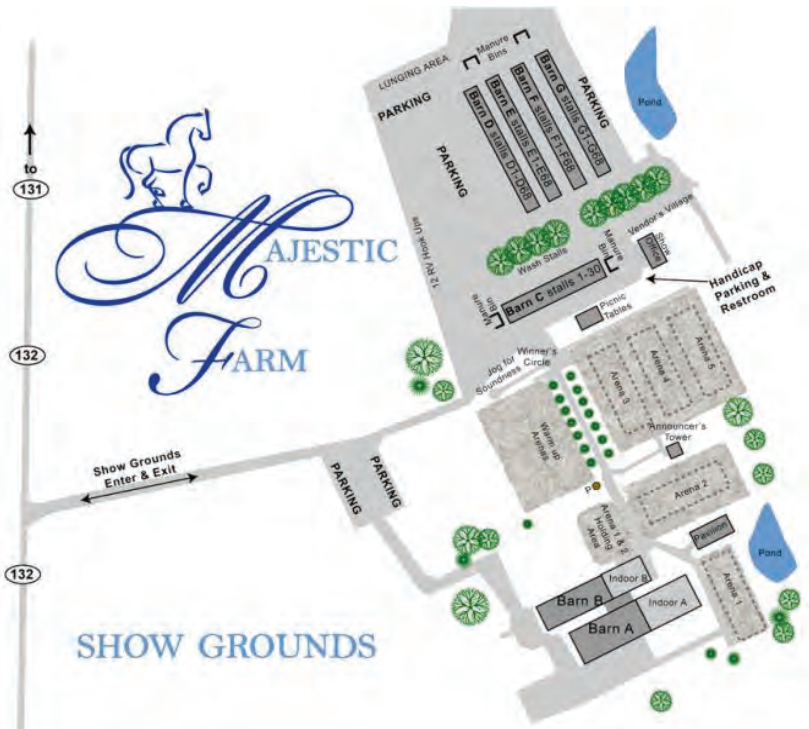 Manure
Bins
LUNGING AREA
PARKING
PARKING
PARKING
Barn D stalls D1-D68
Barn E stalls E1-E68
Barn F stalls F1-F68
Barn G stalls G1-G68
Pond
to
131
MAJESTIC
FARM
12 RV Hook Ups
Wash Stalls
Manure
Bin
Vendor's Village
Show
Office
Handicap
Parking &
Restroom
Barn C stalls 1-30
Manure
Bin
Picnic
Tables
132
Jog for
Soundness
Winner's
Circle
Arena 3
Arena 4
Arena 5
Warm up
Arenas
Announcer's
Tower
Show Grounds
Enter & Exit
PARKING
PARKING
P
Arena 2
Arena 1 & 2
Holding
Area
Pavilion
Pond
132
Indoor B
Barn B
Indoor A
Barn A
Arena 1
SHOW GROUNDS